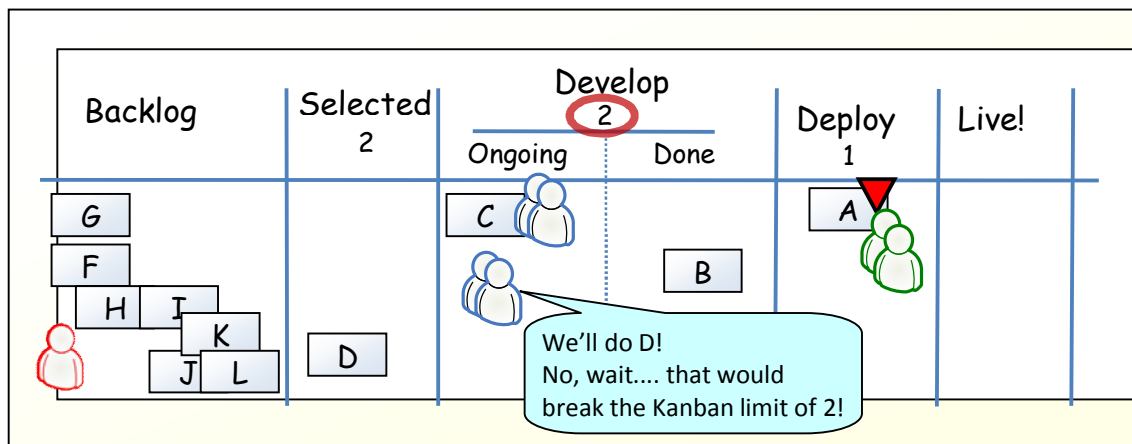 Backlog
Selected
2
Develop
2
Ongoing
Done
Deploy
1
Live!
G
C
A
F
B
H
I
K
D
J
L
We'll do D!
No, wait.... that would
break the Kanban limit of 2!